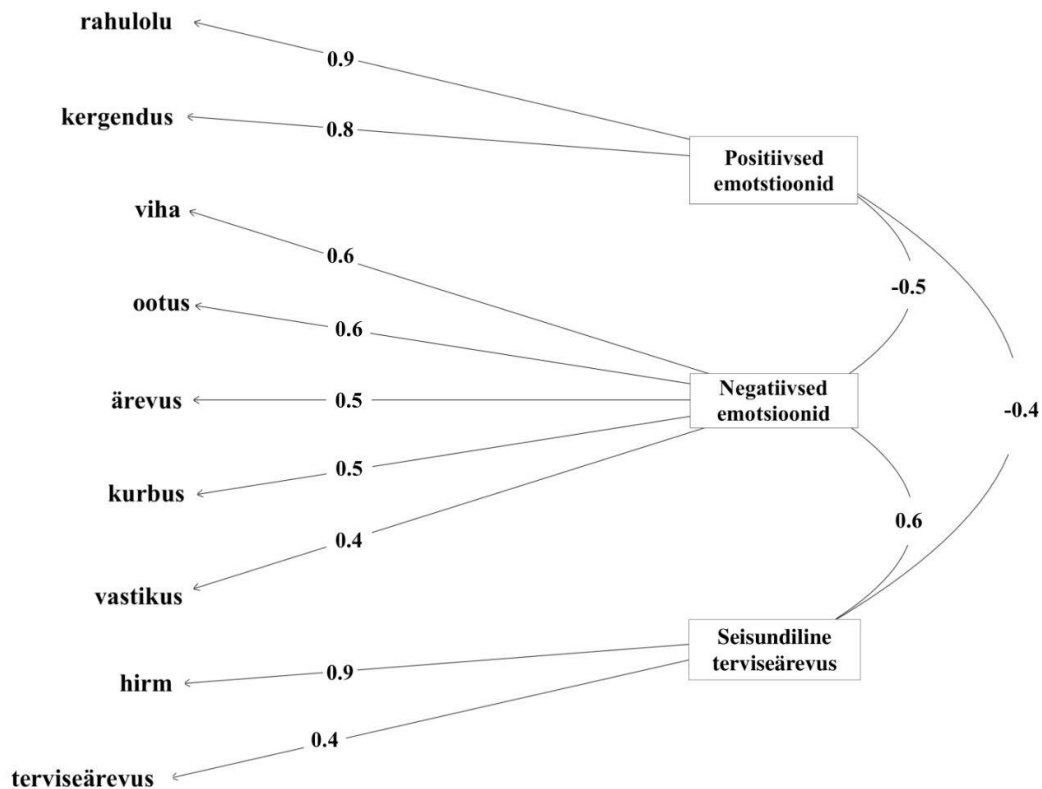 rahulolu
0.9
kergendus
0.8
Positiivsed
emotstioonid
viha
0.6
-0.5
ootus
0.6
ärevus
0.5
Negatiivsed
emotsioonid
-0.4
kurbus
0.5
0.6
vastikus
0.4
Seisundiline
terviseärevus
hirm
0.9
0.4
terviseärevus